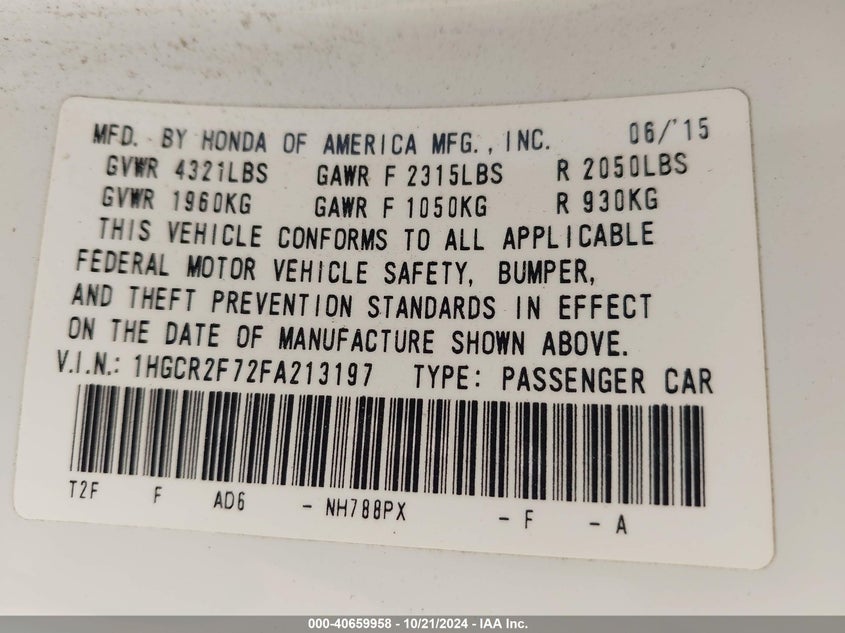 MFD. BY HONDA OF AMERICA MFG., INC. 06/'15
GVWR 4321LBS GAWR F 2315LBS R 2050LBS
GVWR 1960KG GAWR F 1050KG R 930KG
THIS VEHICLE CONFORMS TO ALL APPLICABLE
FEDERAL MOTOR VEHICLE SAFETY, BUMPER,
AND THEFT PREVENTION STANDARDS IN EFFECT
ON THE DATE OF MANUFACTURE SHOWN ABOVE.
V.I.N.: 1HGCR2F72FA213197 TYPE: PASSENGER CAR
T2F F AD6 - NH788PX - F - A
000-40659958 - 10/21/2024 - IAA Inc.